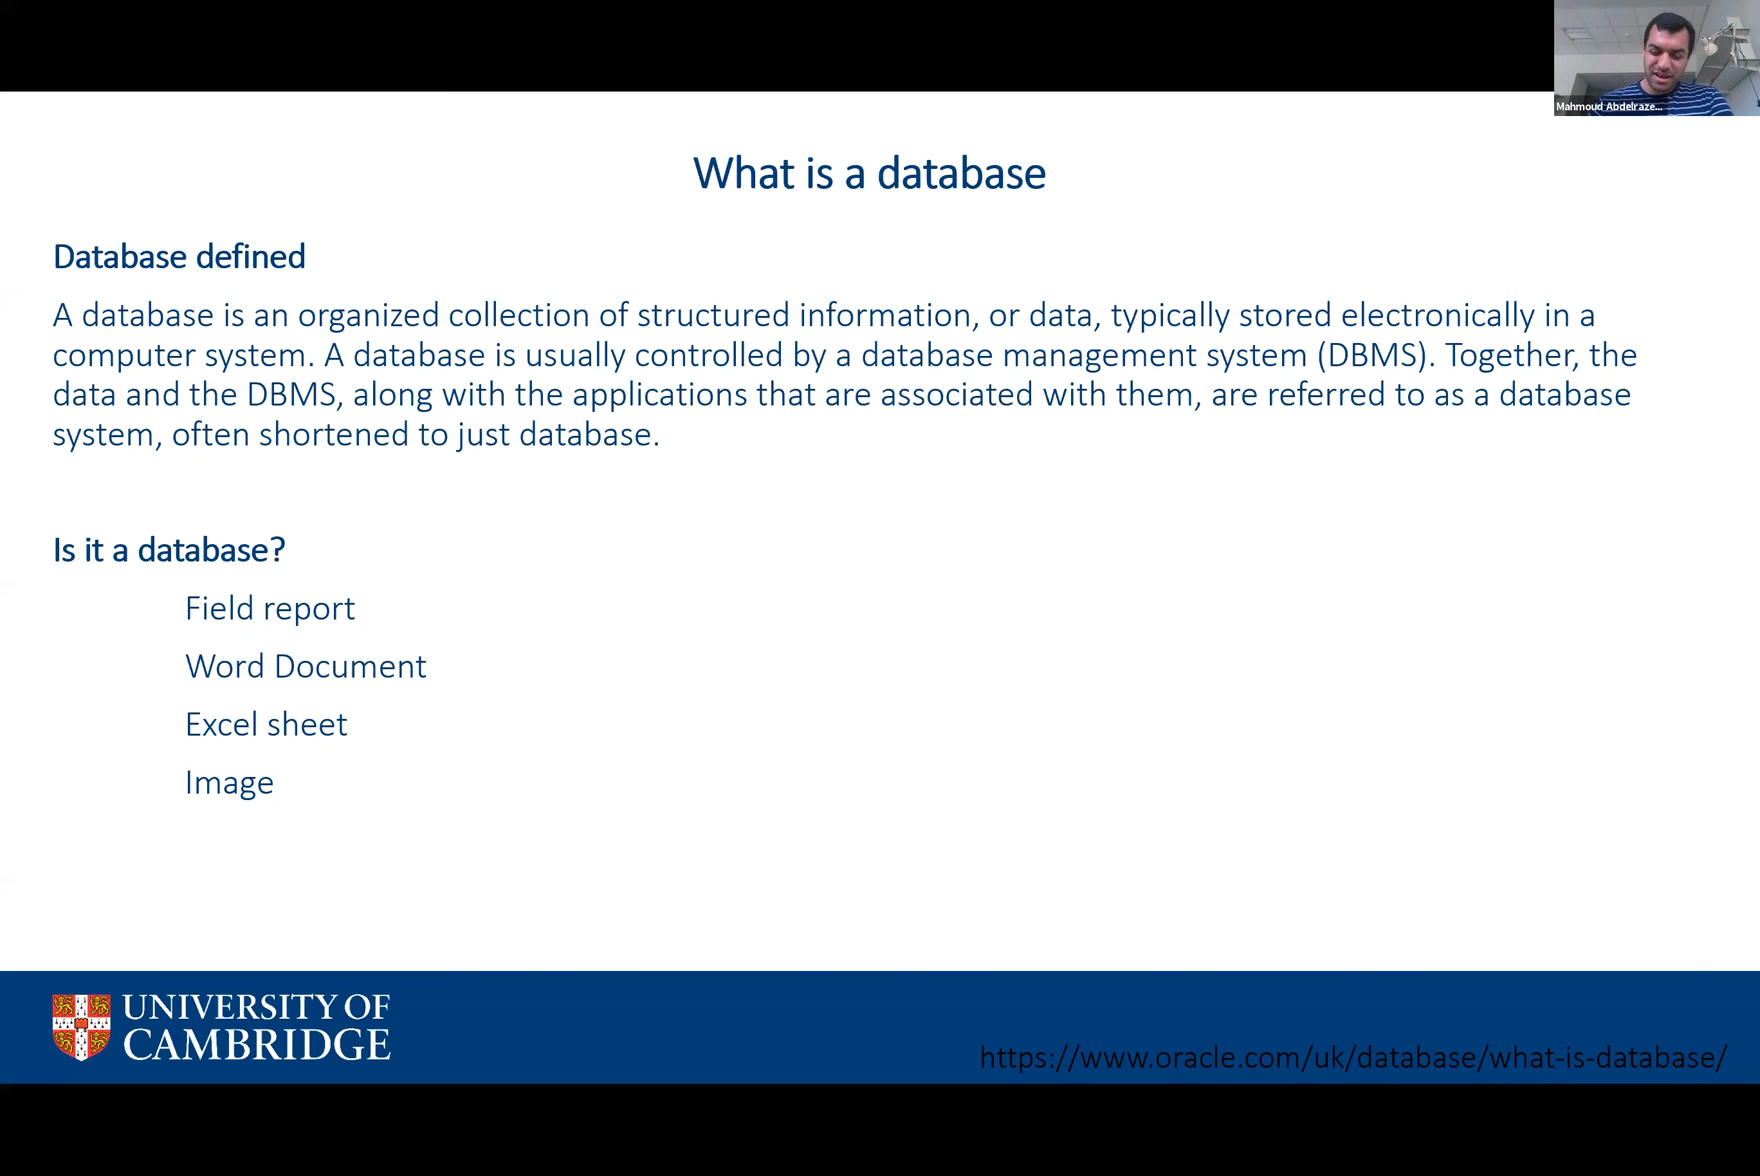 Mahmoud Abdelraze...
What is a database
Database defined
A database is an organized collection of structured information, or data, typically stored electronically in a
computer system. A database is usually controlled by a database management system (DBMS). Together, the
data and the DBMS, along with the applications that are associated with them, are referred to as a database
system, often shortened to just database.
Is it a database?
Field report
Word Document
Excel sheet
Image
UNIVERSITY OF
CAMBRIDGE
https://www.oracle.com/uk/database/what-is-database/